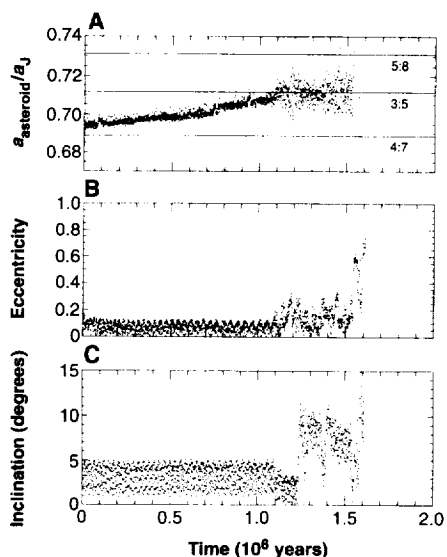 A
0.74
0.72
0.70
0.68
a_asteroid/a_J
5:8
3:5
4:7
B
1.0
0.8
0.6
0.4
0.2
0
Eccentricity
C
15
10
5
0
Inclination (degrees)
0 0.5 1.0 1.5 2.0
Time (10⁶ years)